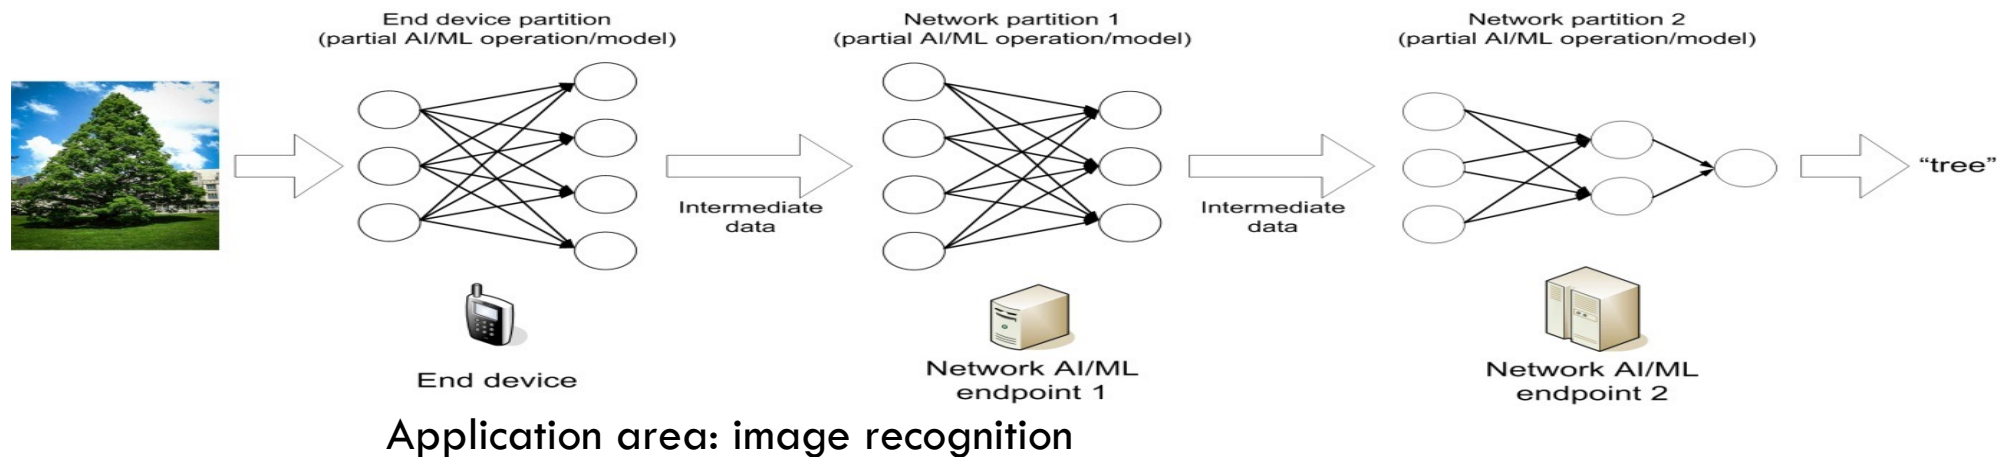 End device partition
(partial AI/ML operation/model)
Network partition 1
(partial AI/ML operation/model)
Network partition 2
(partial AI/ML operation/model)
Intermediate
data
Intermediate
data
“tree”
End device
Network AI/ML
endpoint 1
Network AI/ML
endpoint 2
Application area: image recognition